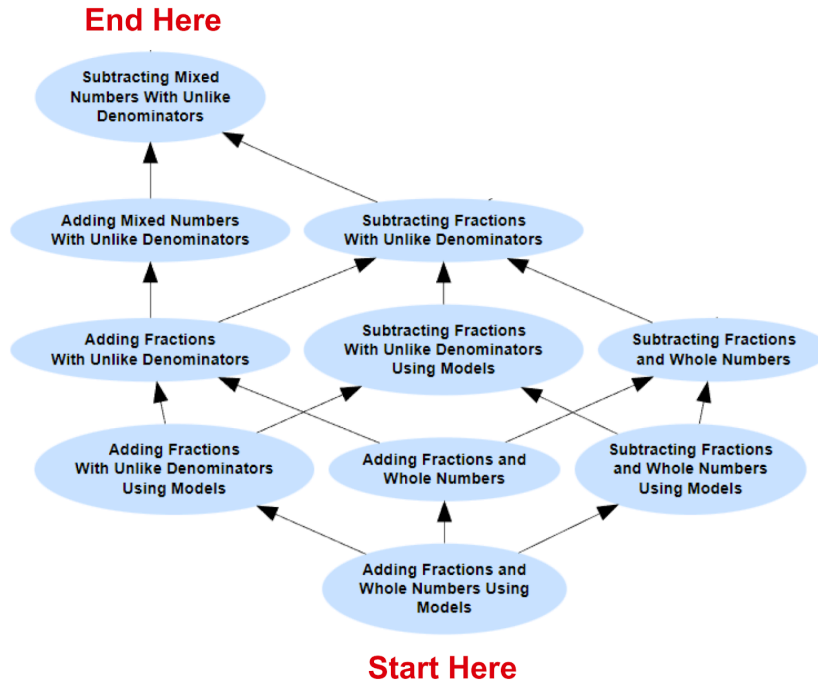 End Here
Subtracting Mixed
Numbers With Unlike
Denominators
Adding Mixed Numbers
With Unlike Denominators
Subtracting Fractions
With Unlike Denominators
Adding Fractions
With Unlike Denominators
Subtracting Fractions
With Unlike Denominators
Using Models
Subtracting Fractions
and Whole Numbers
Adding Fractions
With Unlike Denominators
Using Models
Adding Fractions and
Whole Numbers
Subtracting Fractions
and Whole Numbers
Using Models
Adding Fractions and
Whole Numbers Using
Models
Start Here